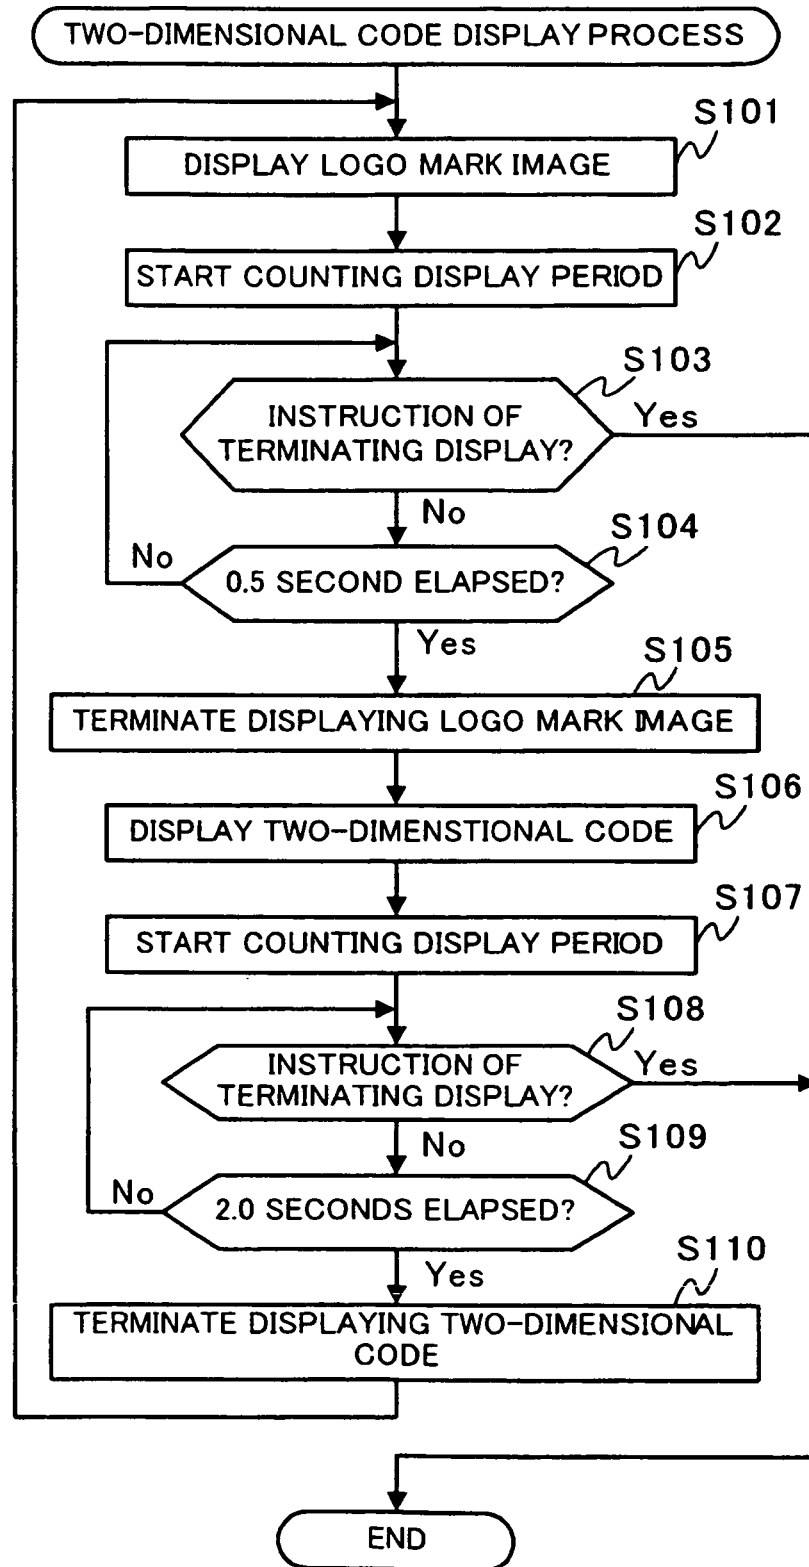 TWO-DIMENSIONAL CODE DISPLAY PROCESS
S101
DISPLAY LOGO MARK IMAGE
S102
START COUNTING DISPLAY PERIOD
S103
INSTRUCTION OF
TERMINATING DISPLAY?
Yes
No
S104
No
0.5 SECOND ELAPSED?
Yes
S105
TERMINATE DISPLAYING LOGO MARK IMAGE
S106
DISPLAY TWO-DIMENSTIONAL CODE
S107
START COUNTING DISPLAY PERIOD
S108
INSTRUCTION OF
TERMINATING DISPLAY?
Yes
No
S109
No
2.0 SECONDS ELAPSED?
Yes
S110
TERMINATE DISPLAYING TWO-DIMENSIONAL
CODE
END